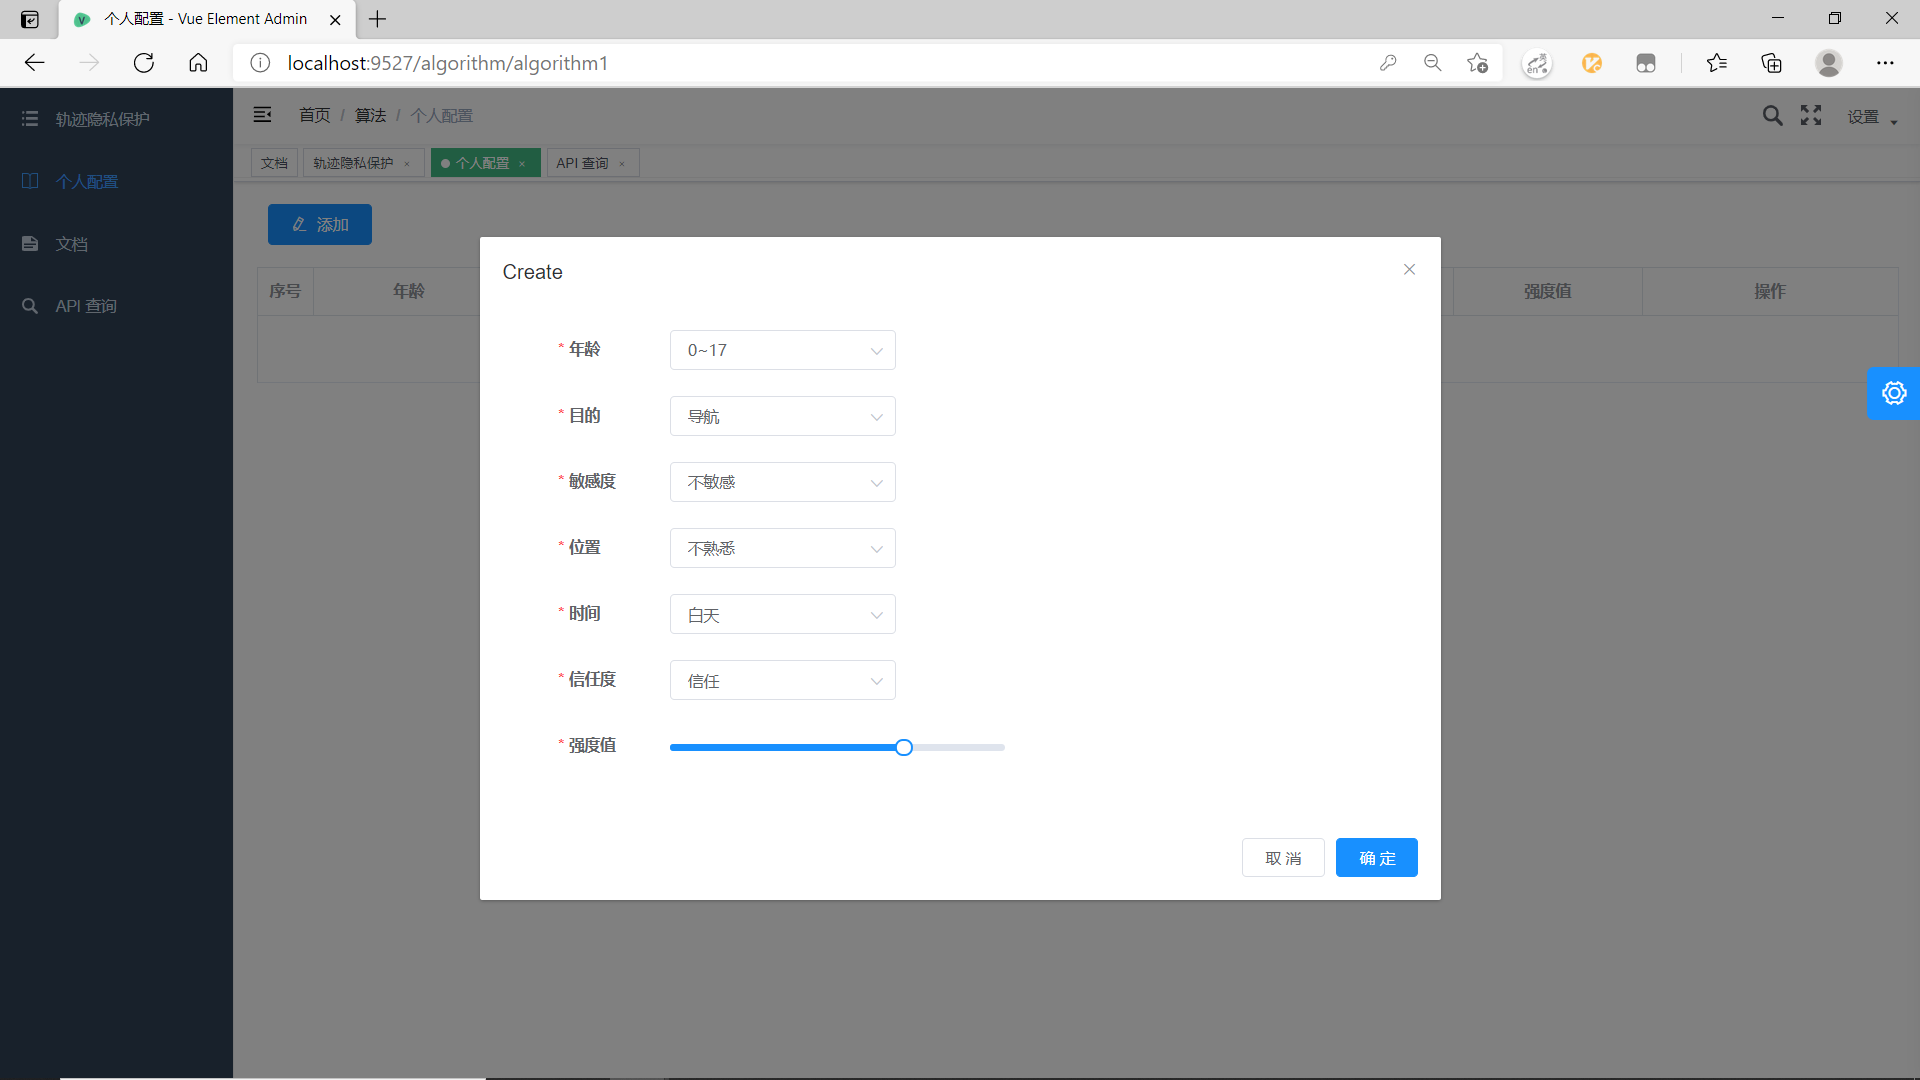 个人配置 - Vue Element Admin
localhost:9527/algorithm/algorithm1
轨迹隐私保护
个人配置
文档
API 查询
首页 / 算法 / 个人配置
设置
文档 轨迹隐私保护 × 个人配置 × API 查询 ×
添加
序号 年龄 强度值 操作
Create
* 年龄 0~17
* 目的 导航
* 敏感度 不敏感
* 位置 不熟悉
* 时间 白天
* 信任度 信任
* 强度值
取 消 确 定